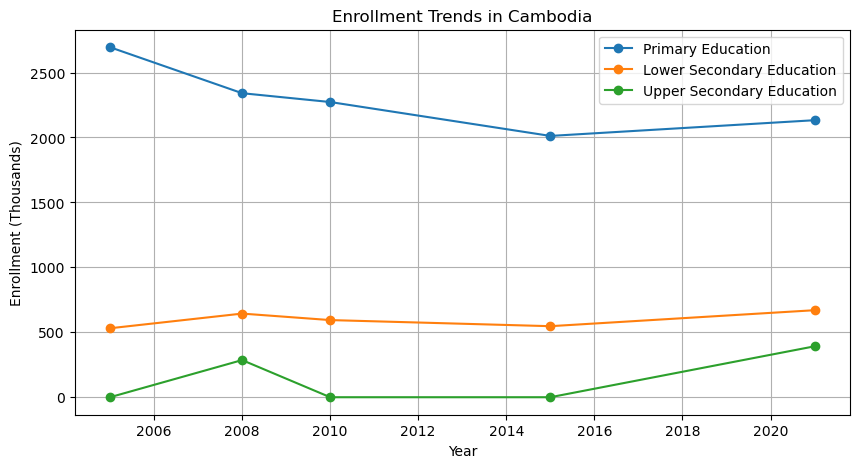 Enrollment Trends in Cambodia
Primary Education
Lower Secondary Education
Upper Secondary Education
Enrollment (Thousands)
2500
2000
1500
1000
500
0
2006 2008 2010 2012 2014 2016 2018 2020
Year